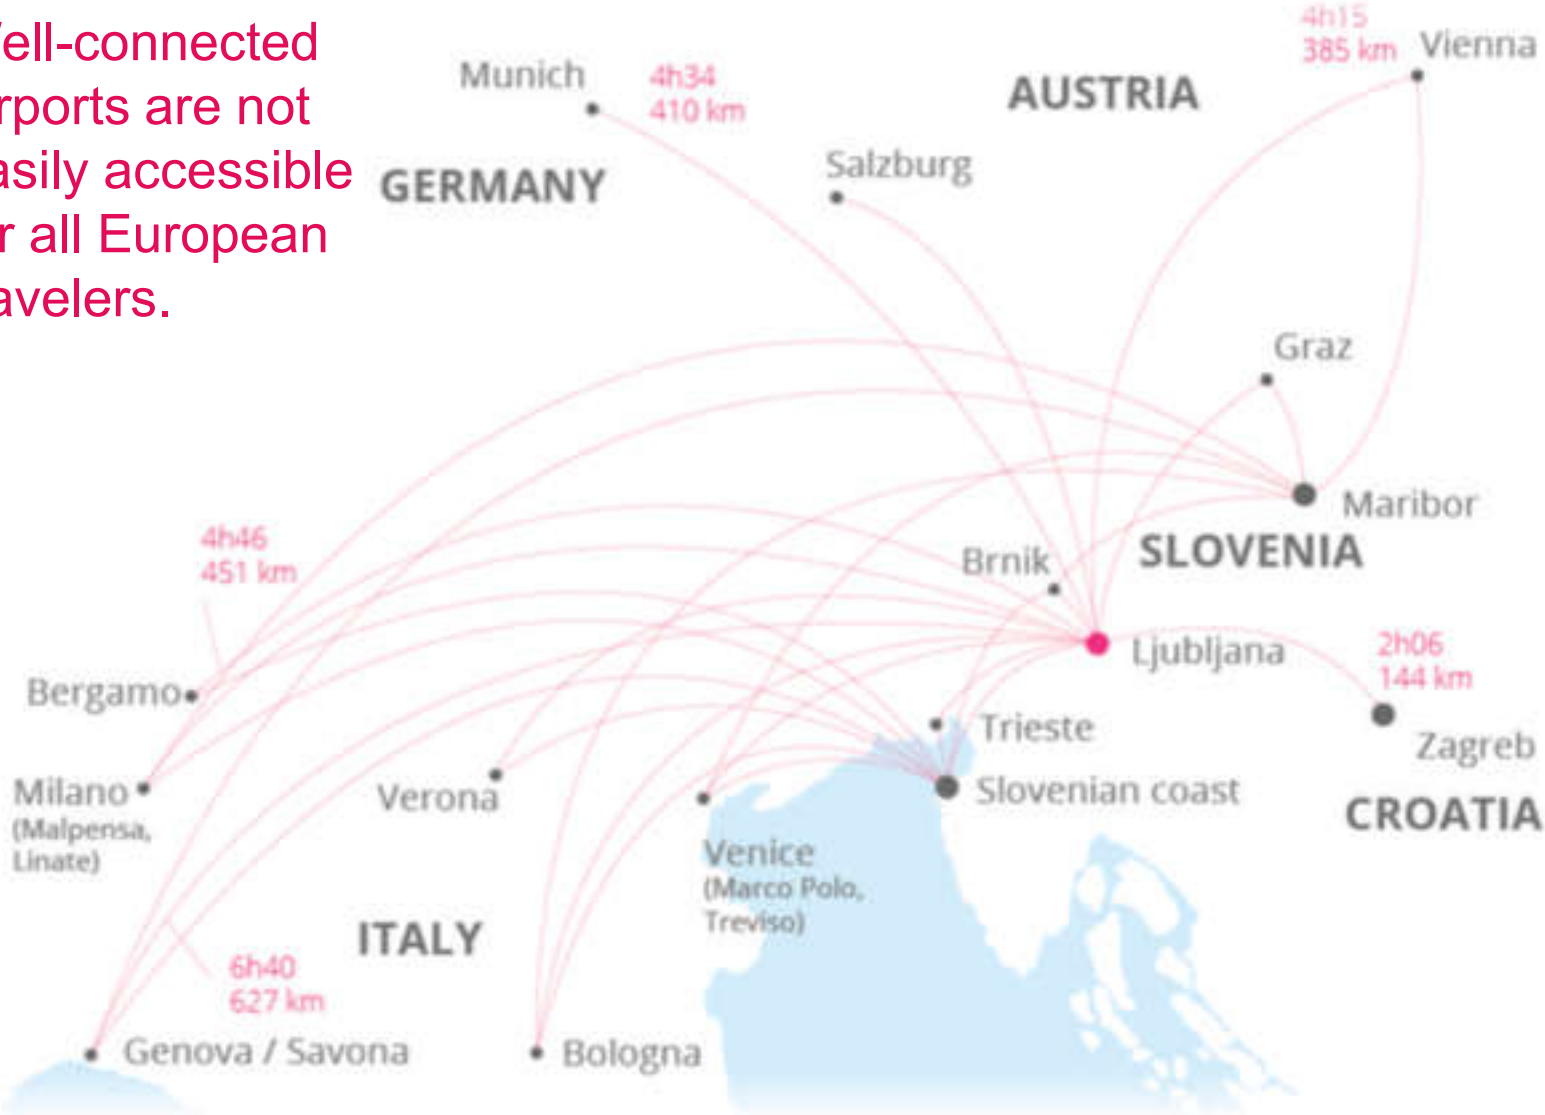 ell-connected
rports are not
asily accessible
r all European
avelers.
Munich
4h34
410 km
GERMANY
AUSTRIA
4h15
385 km
Vienna
Salzburg
Graz
Maribor
SLOVENIA
Brnik
Ljubljana
4h46
451 km
2h06
144 km
Zagreb
CROATIA
Bergamo
Milano
(Malpensa,
Linate)
Verona
Trieste
Slovenian coast
Venice
(Marco Polo,
Treviso)
ITALY
6h40
627 km
Genova / Savona
Bologna